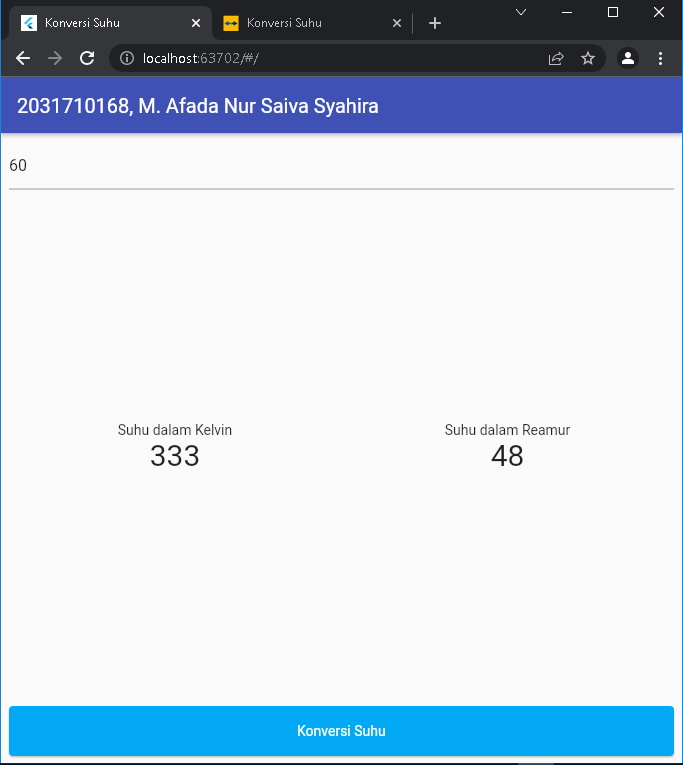 Konversi Suhu
Konversi Suhu
localhost:63702/#/
2031710168, M. Afada Nur Saiva Syahira
60
Suhu dalam Kelvin
333
Suhu dalam Reamur
48
Konversi Suhu